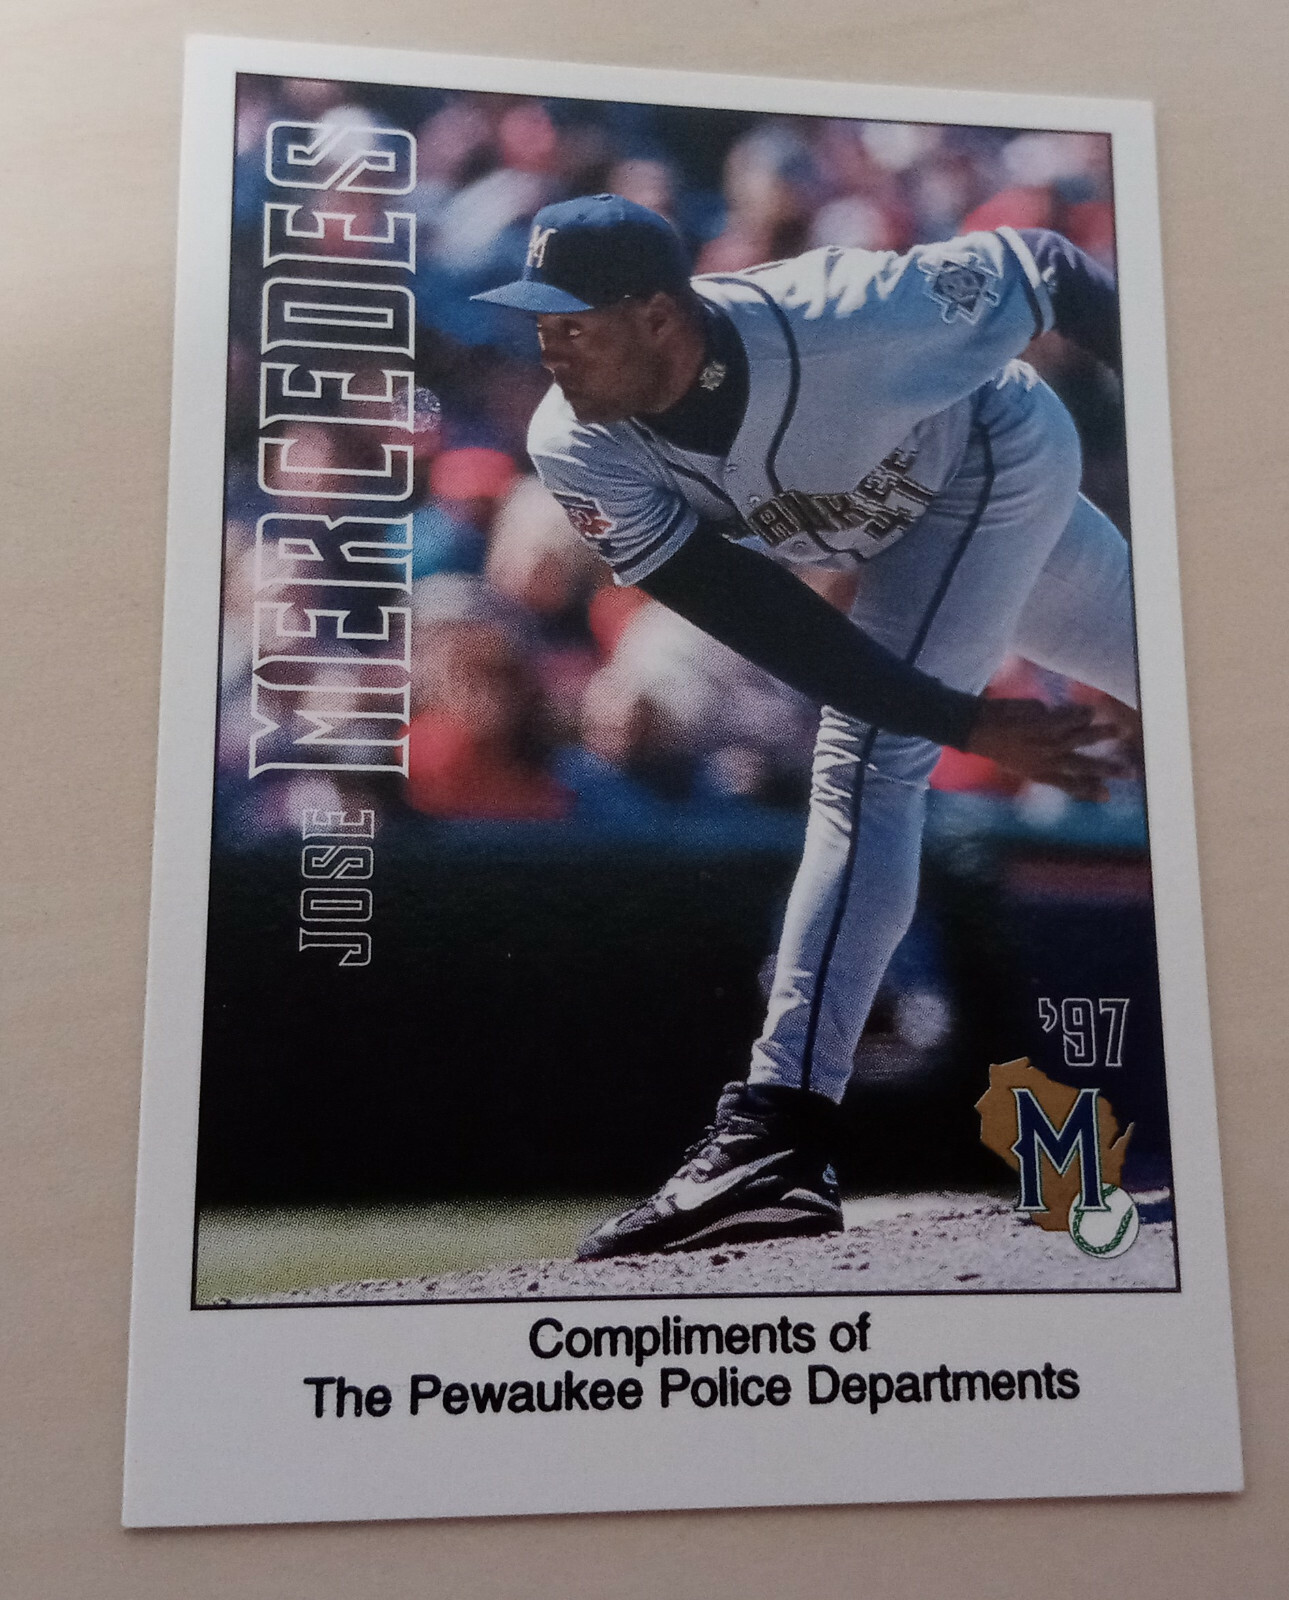 JOSE MERCEDES
M
'97
M
Compliments of
The Pewaukee Police Departments